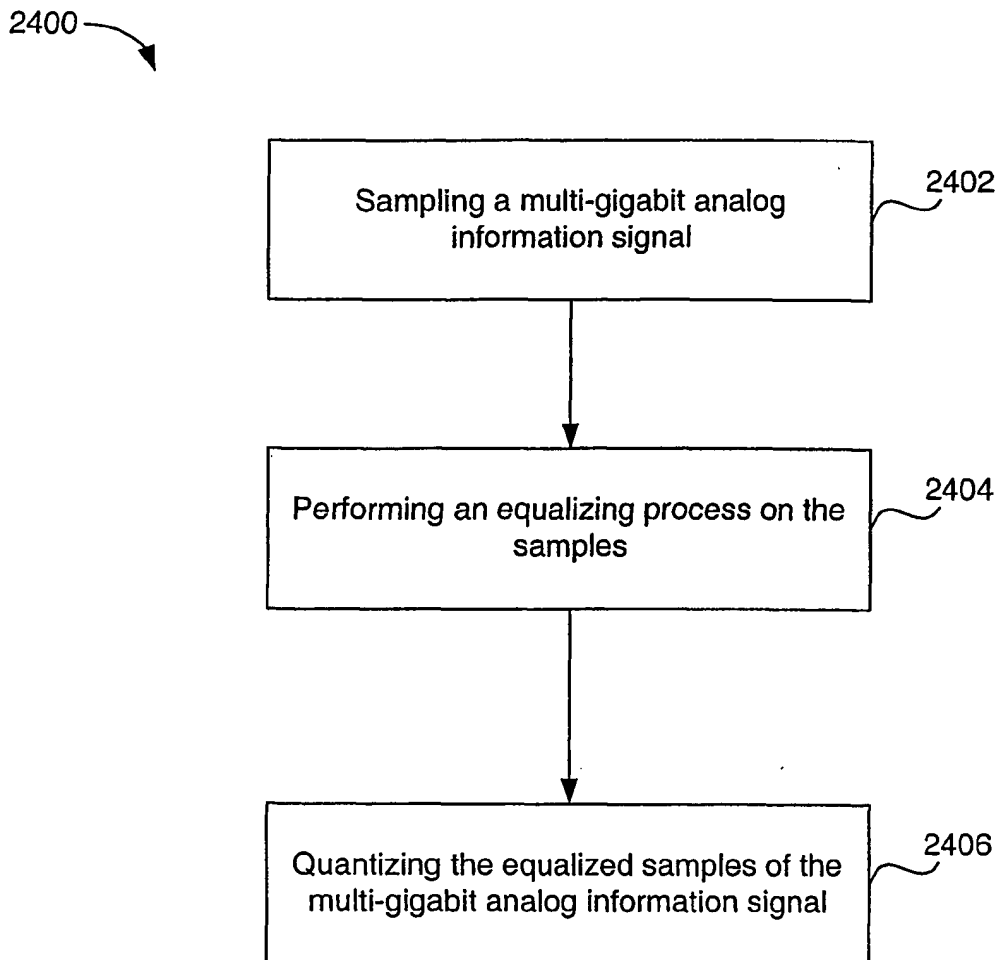 2400
Sampling a multi-gigabit analog
information signal
2402
Performing an equalizing process on the
samples
2404
Quantizing the equalized samples of the
multi-gigabit analog information signal
2406